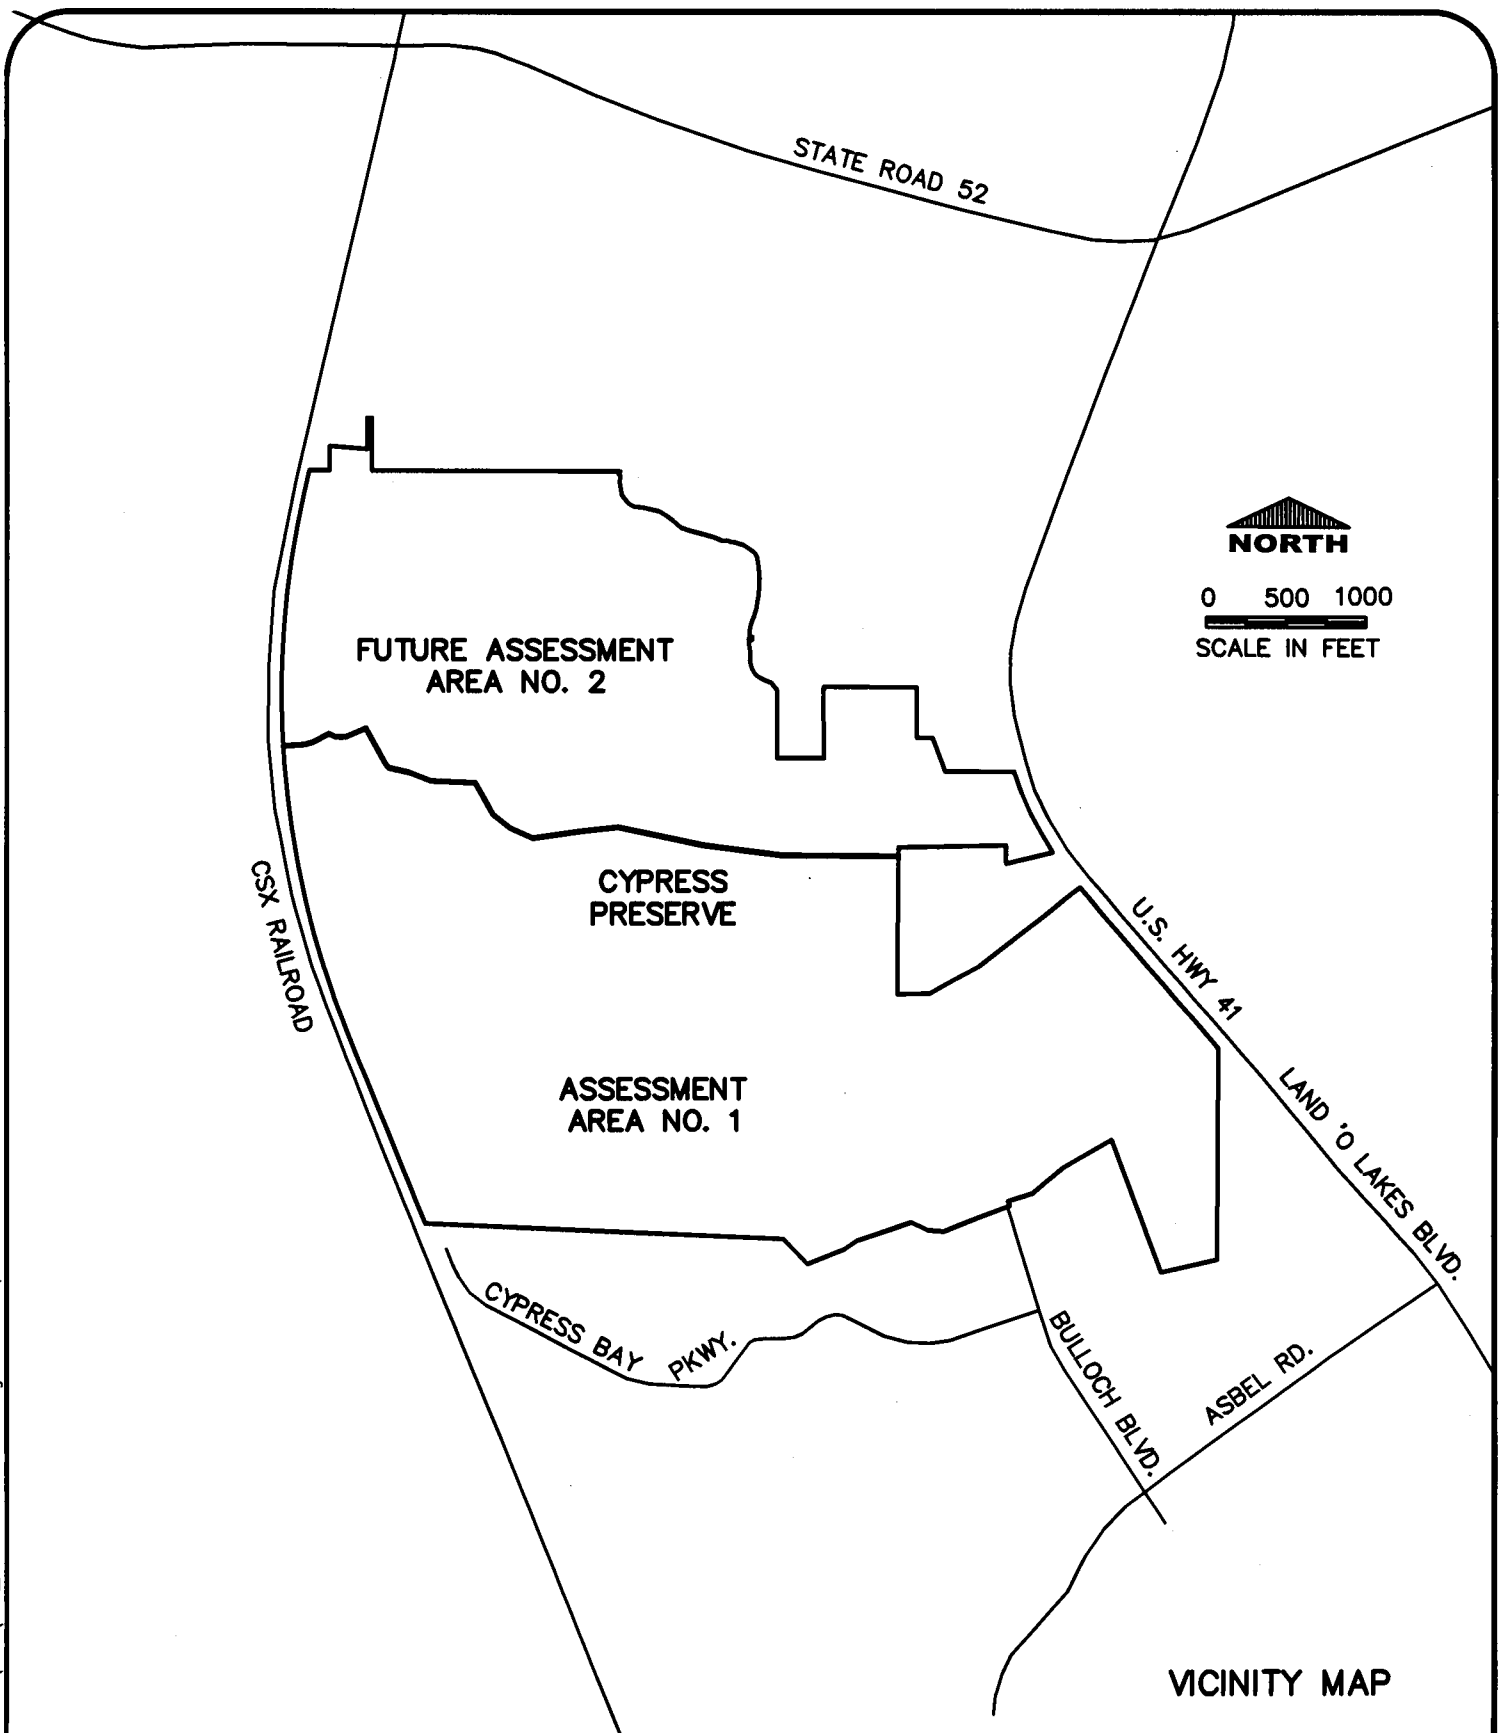 STATE ROAD 52
NORTH
0 500 1000
SCALE IN FEET
FUTURE ASSESSMENT
AREA NO. 2
CYPRESS
PRESERVE
CSX RAILROAD
U.S. HWY 41
LAND 'O LAKES BLVD.
ASSESSMENT
AREA NO. 1
CYPRESS BAY PKWY.
BULLOCH BLVD.
ASBEL RD.
VICINITY MAP